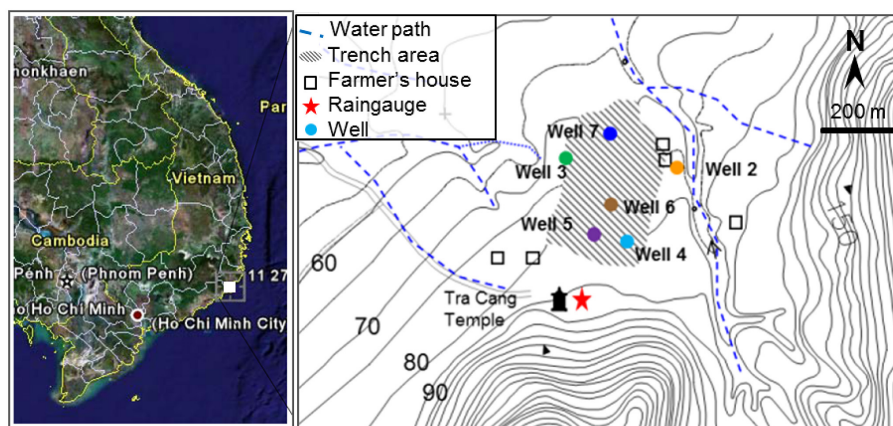 honkhaen
Vietnam
Cambodia
Pénh
(Phnom Penh)
11 27
(Ho Chi Minh
(Ho Chi Minh City
Water path
Trench area
Farmer's house
Raingauge
Well
N
200 m
Well 7
Well 3
Well 2
Well 6
Well 5
Well 4
60
Tra Cang
Temple
70
80
90
150